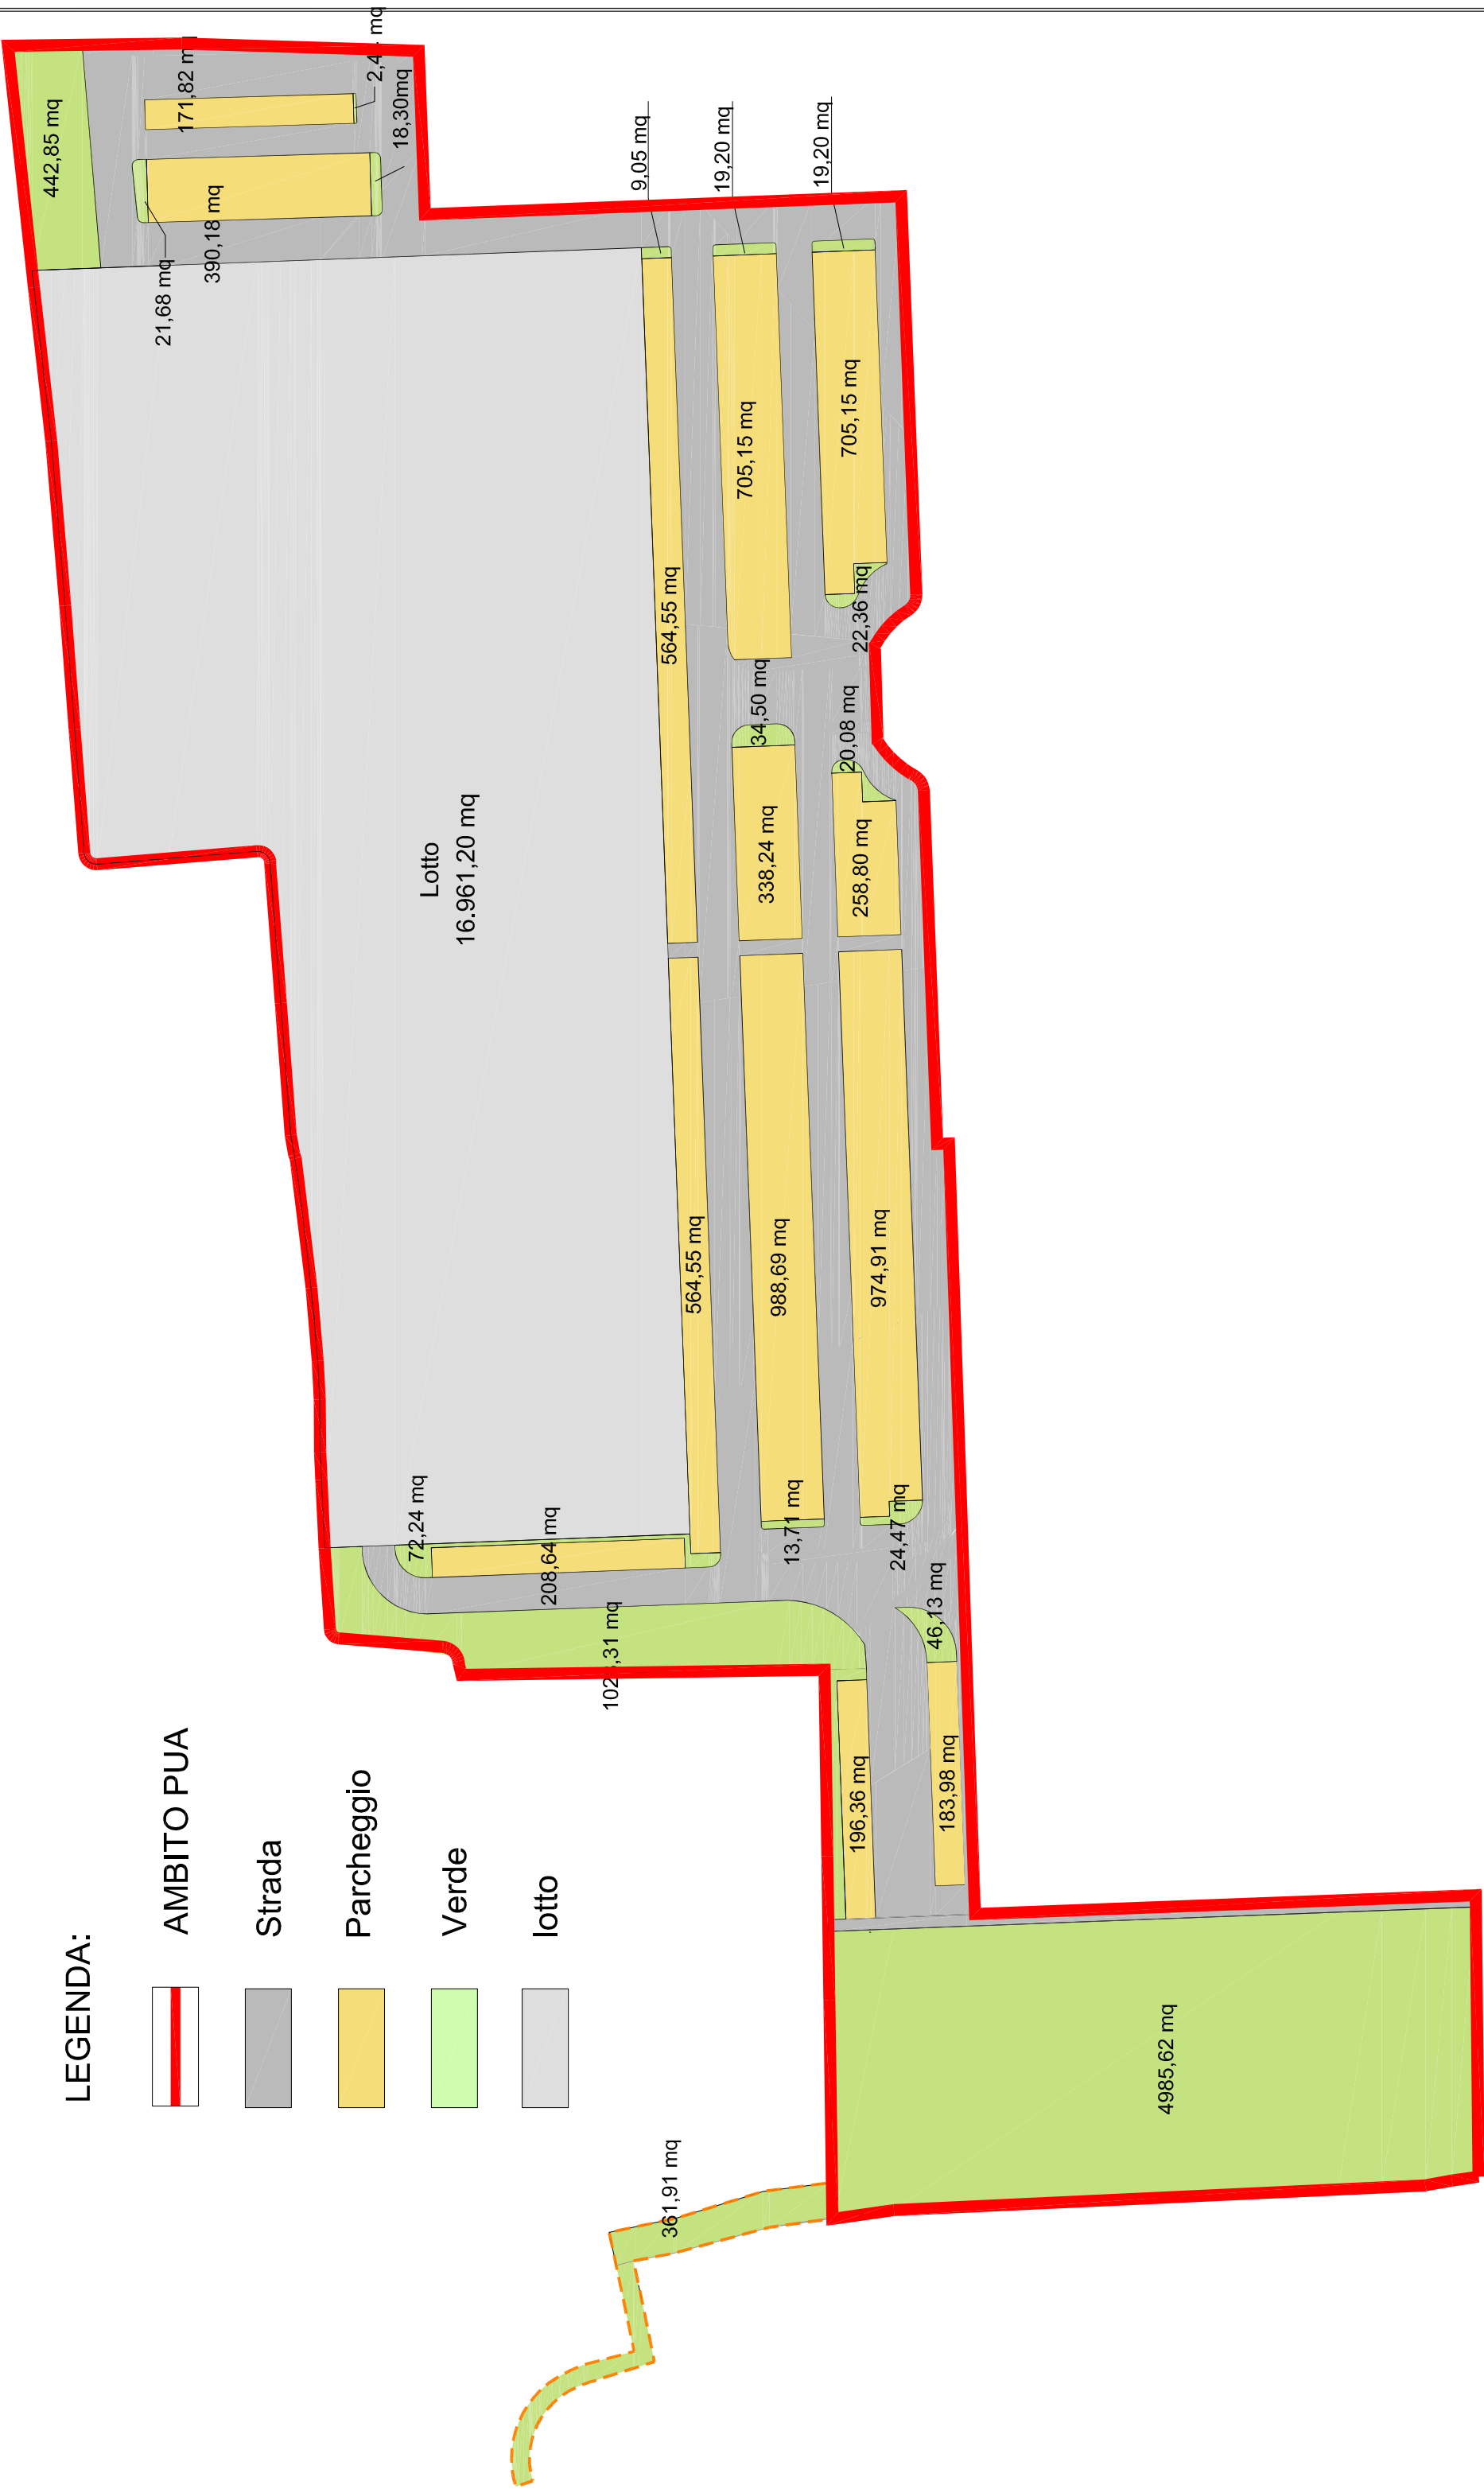 LEGENDA:
AMBITO PUA
Strada
Parcheggio
Verde
lotto
361,91 mq
4985,62 mq
196,36 mq
183,98 mq
46,13 mq
72,24 mq
208,64 mq
13,71 mq
24,47 mq
564,55 mq
988,69 mq
974,91 mq
Lotto
16.961,20 mq
338,24 mq
258,80 mq
34,50 mq
20,08 mq
22,36 mq
564,55 mq
705,15 mq
705,15 mq
9,05 mq
19,20 mq
19,20 mq
21,68 mq
390,18 mq
442,85 mq
171,82 mq
18,30mq